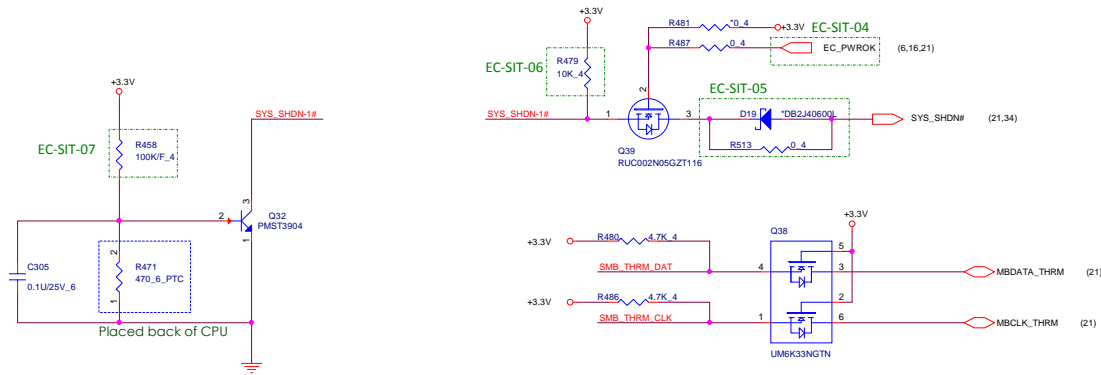 +3.3V
EC-SIT-07
R458
100K/F_4
SYS_SHDN-1#
2
3
1
Q32
PMST3904
C305
0.1U/25V_6
2
R471
470_6_PTC
1
Placed back of CPU
+3.3V
EC-SIT-06
R479
10K_4
SYS_SHDN-1#
1
2
3
Q39
RUC002N05GZT116
R481
*0_4
+3.3V
EC-SIT-04
R487
0_4
EC_PWROK
(6,16,21)
EC-SIT-05
D19
*DB2J40600L
R513
0_4
SYS_SHDN#
(21,34)
+3.3V
Q38
+3.3V
R480
4.7K_4
SMB_THRM_DAT
4
5
3
MBDATA_THRM
(21)
+3.3V
R486
4.7K_4
SMB_THRM_CLK
1
2
6
MBCLK_THRM
(21)
UM6K33NGTN